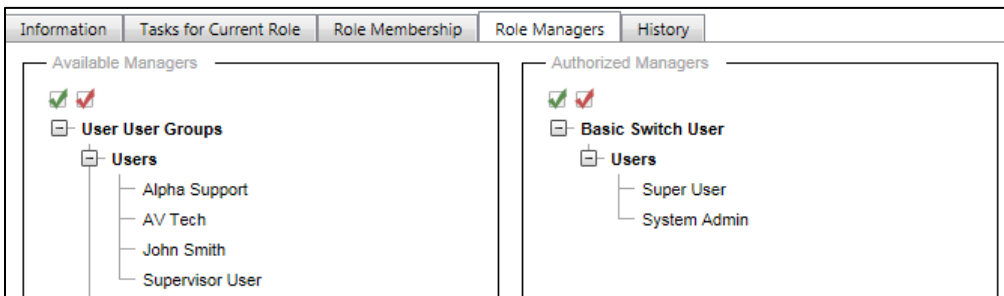 Information Tasks for Current Role Role Membership Role Managers History
Available Managers
User User Groups
Users
Alpha Support
AV Tech
John Smith
Supervisor User
Authorized Managers
Basic Switch User
Users
Super User
System Admin